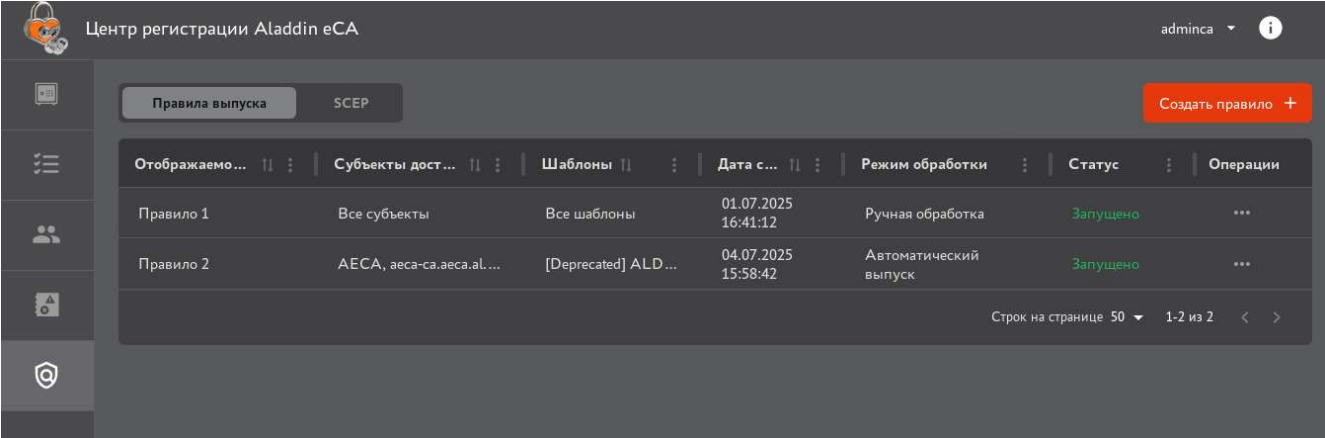 Центр регистрации Aladdin eCA
adminca
Правила выпуска SCEP
Создать правило +
Отображаемо... Субъекты дост... Шаблоны Дата с... Режим обработки Статус Операции
Правило 1 Все субъекты Все шаблоны 01.07.2025 16:41:12 Ручная обработка Запущено
Правило 2 AECA, aeca-ca.aeca.al.... [Deprecated] ALD... 04.07.2025 15:58:42 Автоматический выпуск Запущено
Строк на странице 50 1-2 из 2